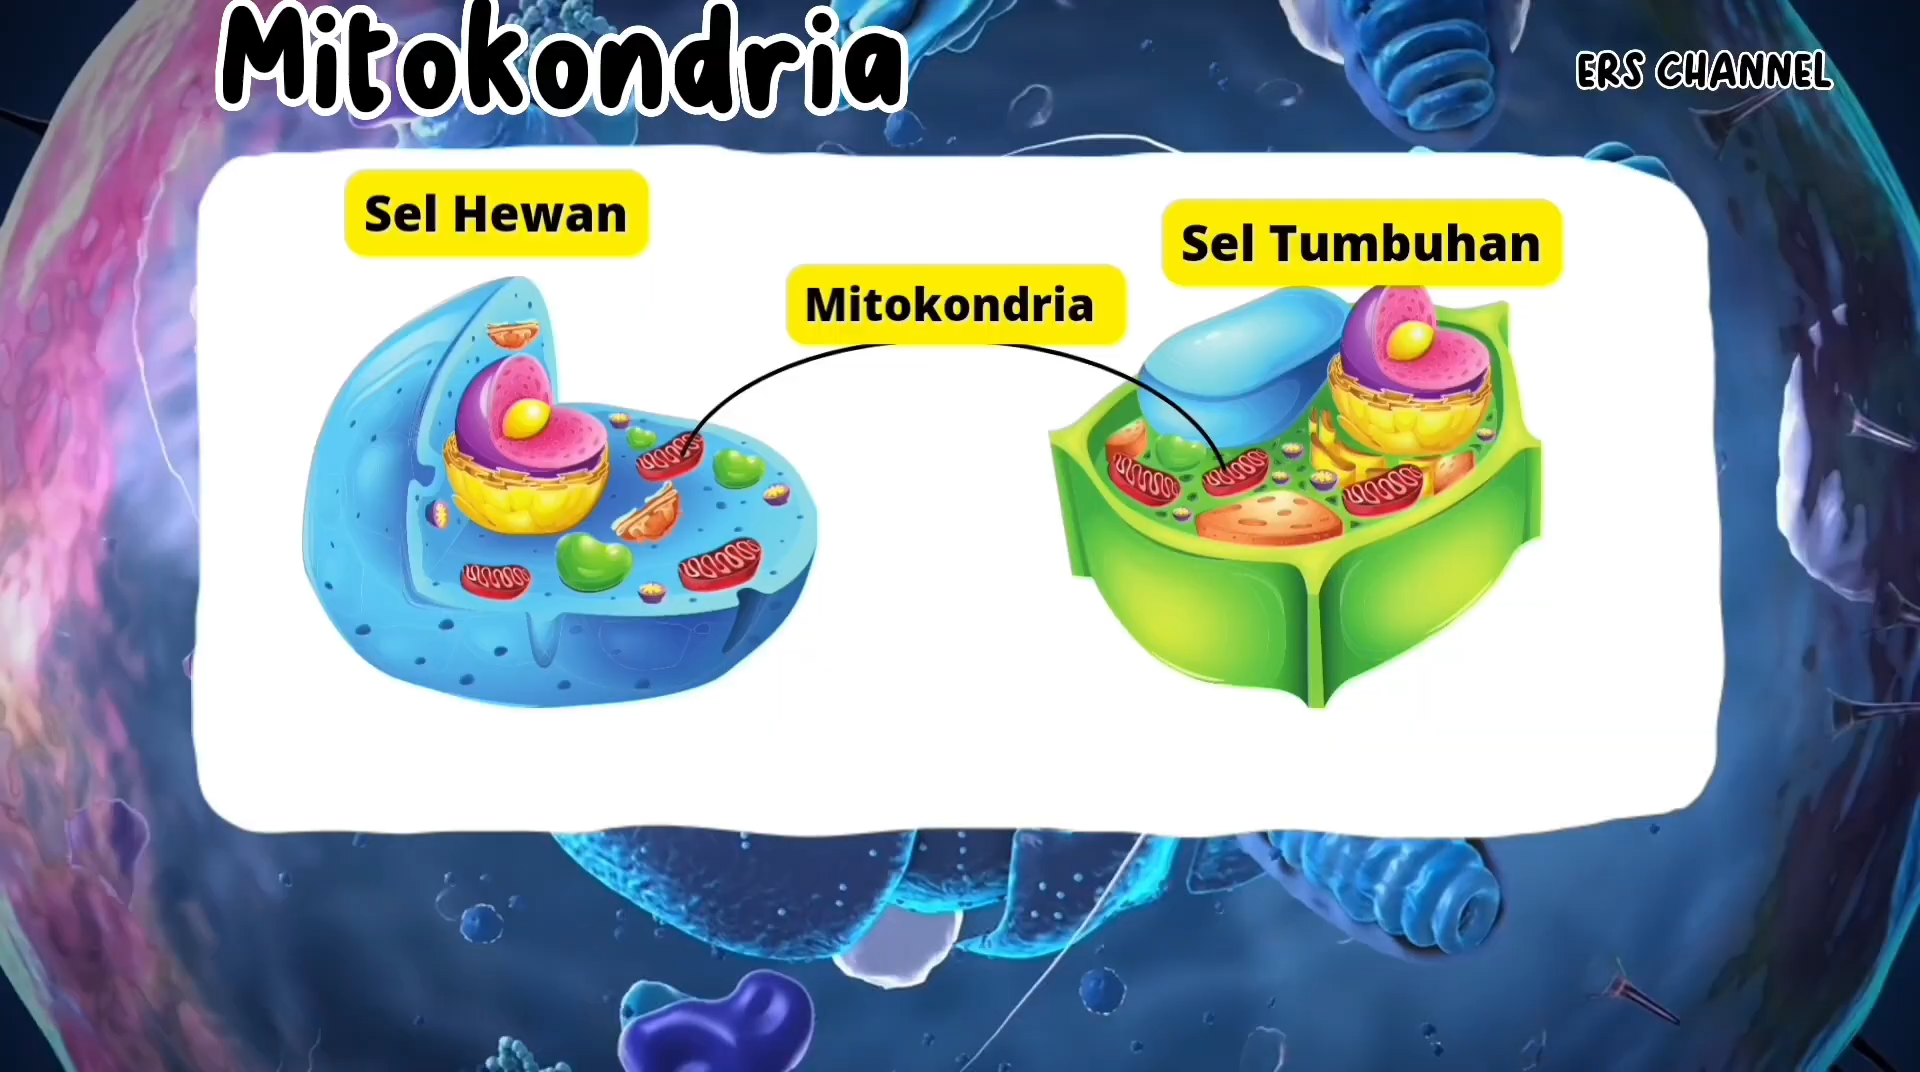 Mitokondria
ERS CHANNEL
Sel Hewan
Sel Tumbuhan
Mitokondria